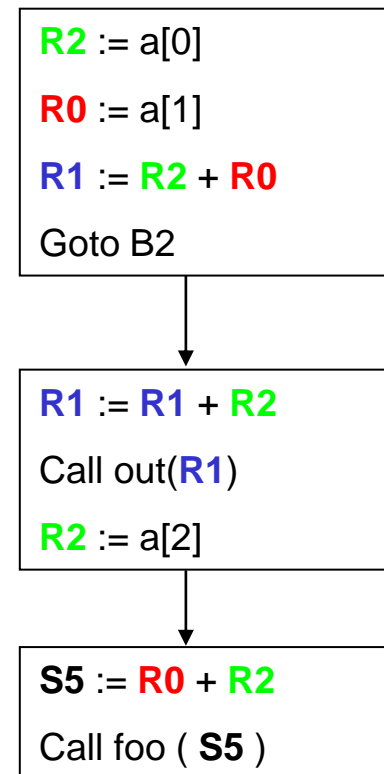 R2 := a[0]
R0 := a[1]
R1 := R2 + R0
Goto B2
R1 := R1 + R2
Call out(R1)
R2 := a[2]
S5 := R0 + R2
Call foo ( S5 )